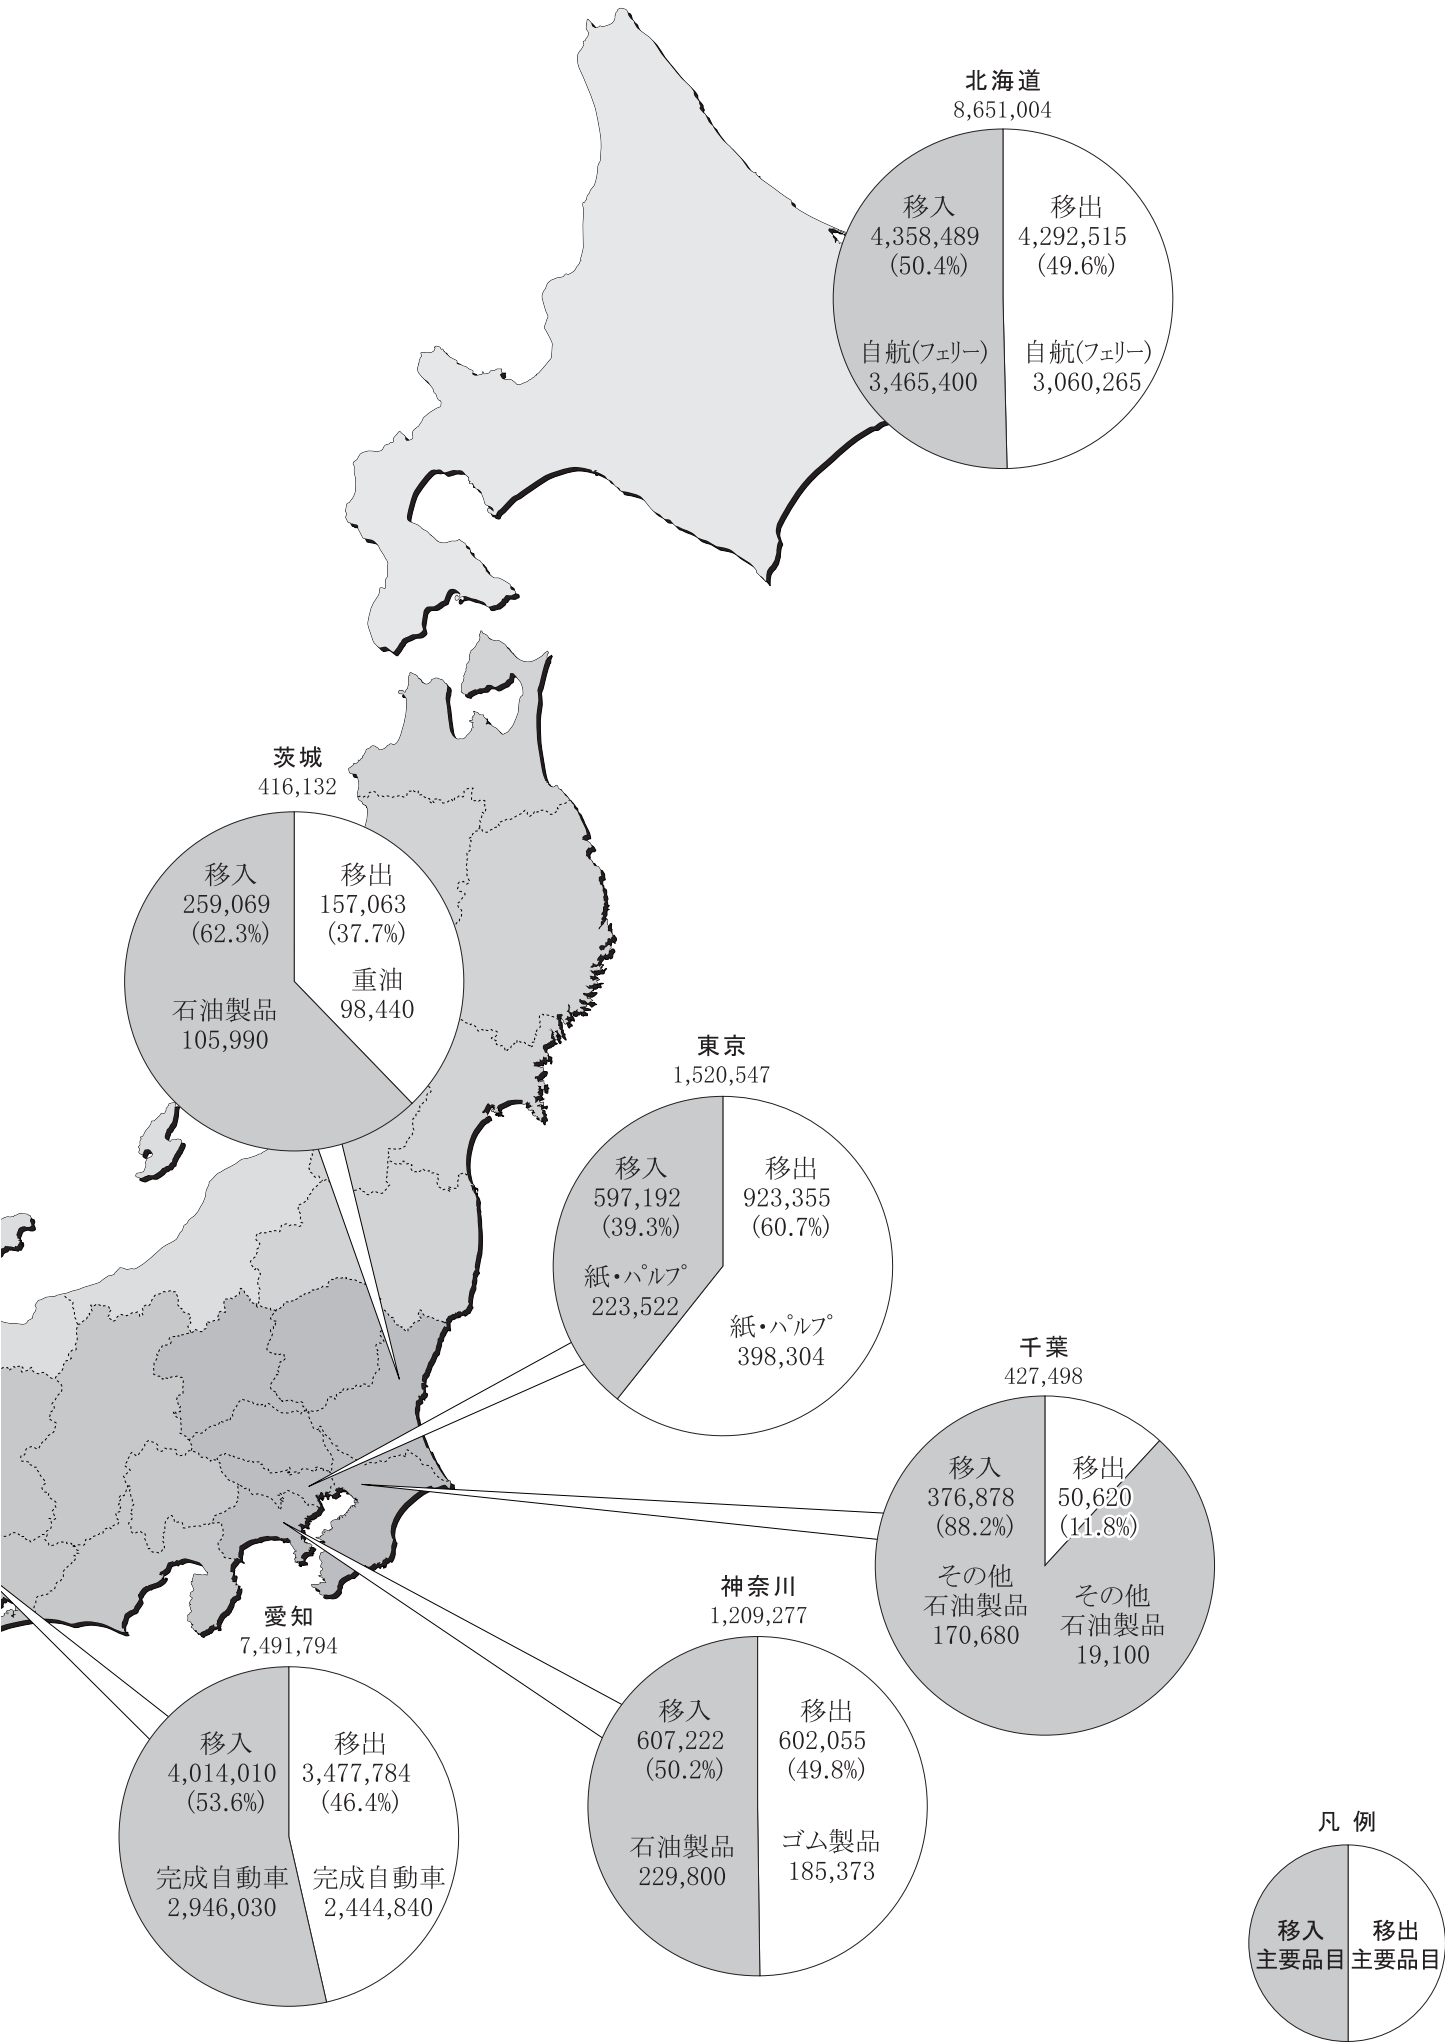 北海道
8,651,004
移入
4,358,489
(50.4%)
自航(フェリー)
3,465,400
移出
4,292,515
(49.6%)
自航(フェリー)
3,060,265
茨城
416,132
移入
259,069
(62.3%)
石油製品
105,990
移出
157,063
(37.7%)
重油
98,440
東京
1,520,547
移入
597,192
(39.3%)
紙・パルプ
223,522
移出
923,355
(60.7%)
紙・パルプ
398,304
千葉
427,498
移入
376,878
(88.2%)
その他
石油製品
170,680
移出
50,620
(11.8%)
その他
石油製品
19,100
神奈川
1,209,277
移入
607,222
(50.2%)
石油製品
229,800
移出
602,055
(49.8%)
ゴム製品
185,373
愛知
7,491,794
移入
4,014,010
(53.6%)
完成自動車
2,946,030
移出
3,477,784
(46.4%)
完成自動車
2,444,840
凡 例
移入
主要品目
移出
主要品目